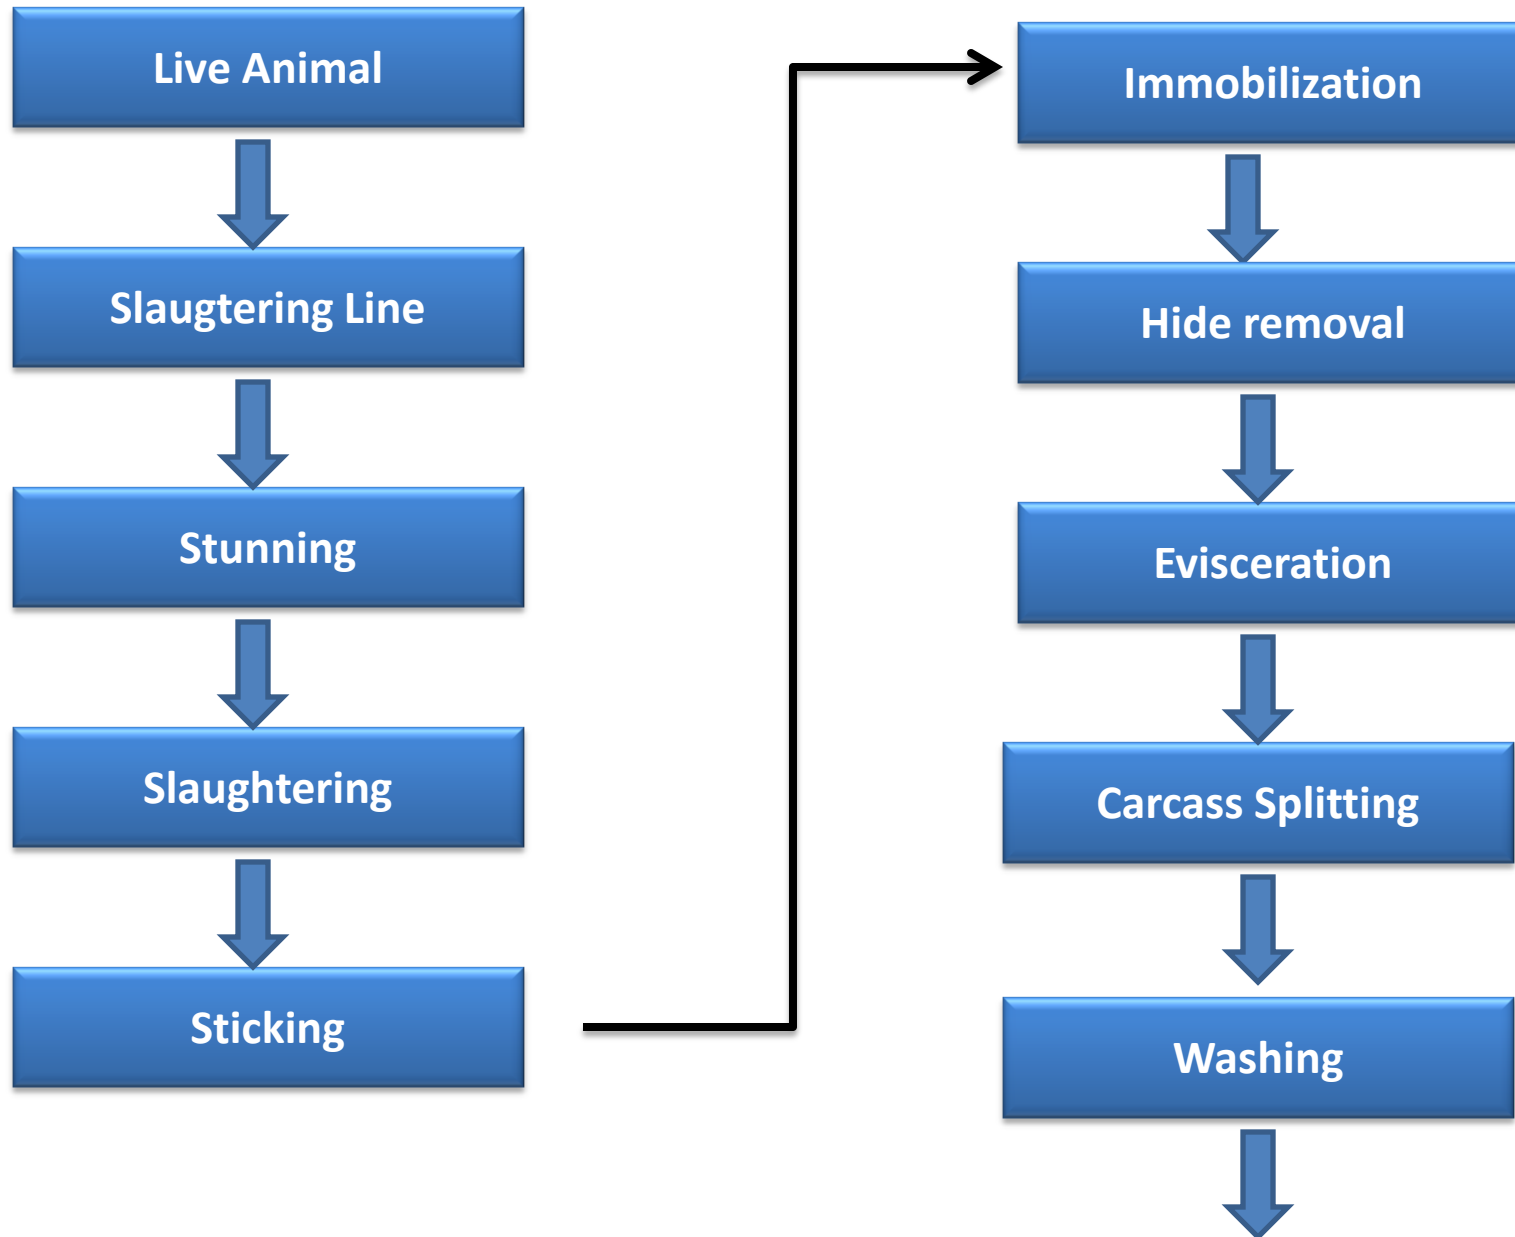 Live Animal
Slaugtering Line
Stunning
Slaughtering
Sticking
Immobilization
Hide removal
Evisceration
Carcass Splitting
Washing